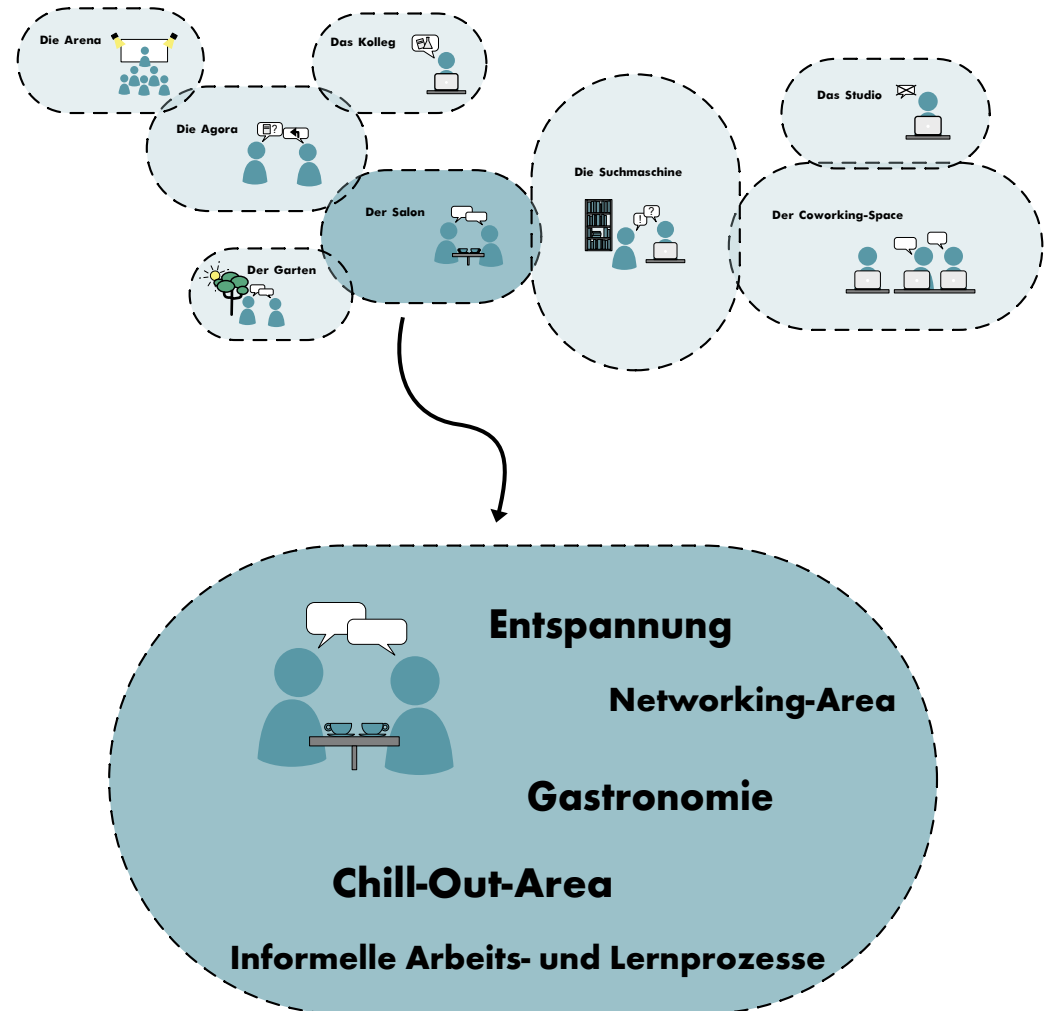 Die Arena
Das Kolleg
Die Agora
?
Das Studio
Die Suchmaschine
Der Salon
! ?
Der Coworking-Space
Der Garten
Entspannung
Networking-Area
Gastronomie
Chill-Out-Area
Informelle Arbeits- und Lernprozesse